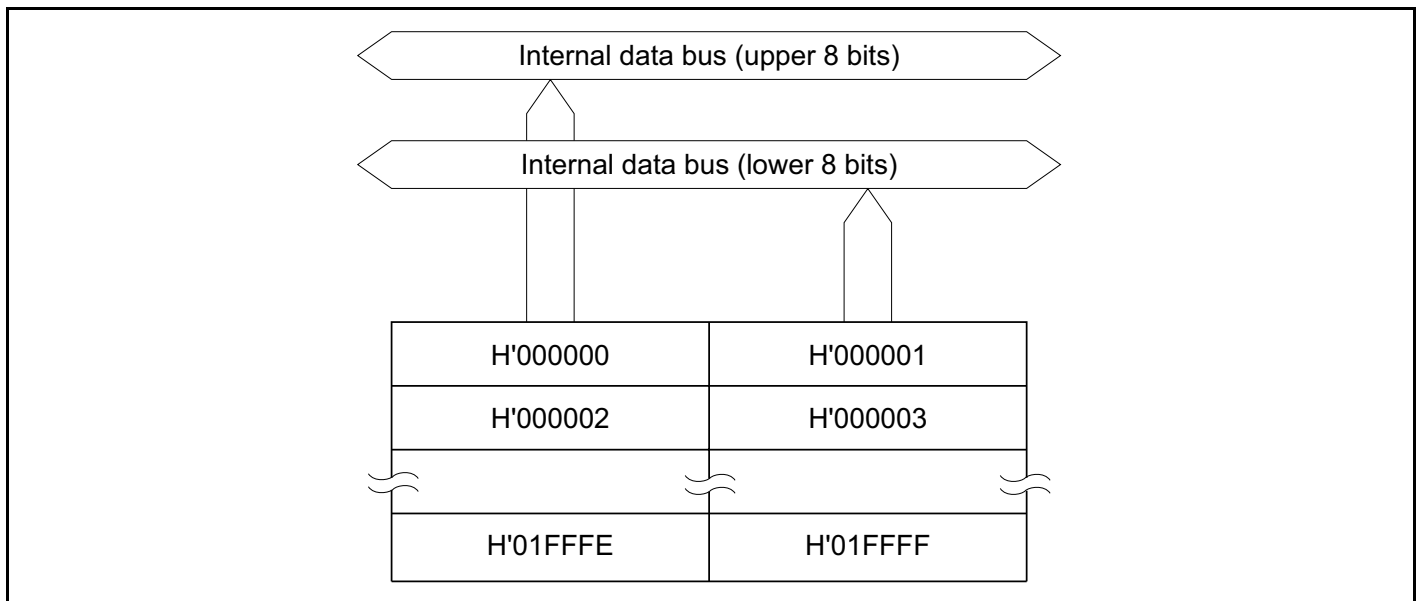 Internal data bus (upper 8 bits)
Internal data bus (lower 8 bits)
H'000000 H'000001
H'000002 H'000003
H'01FFFE H'01FFFF